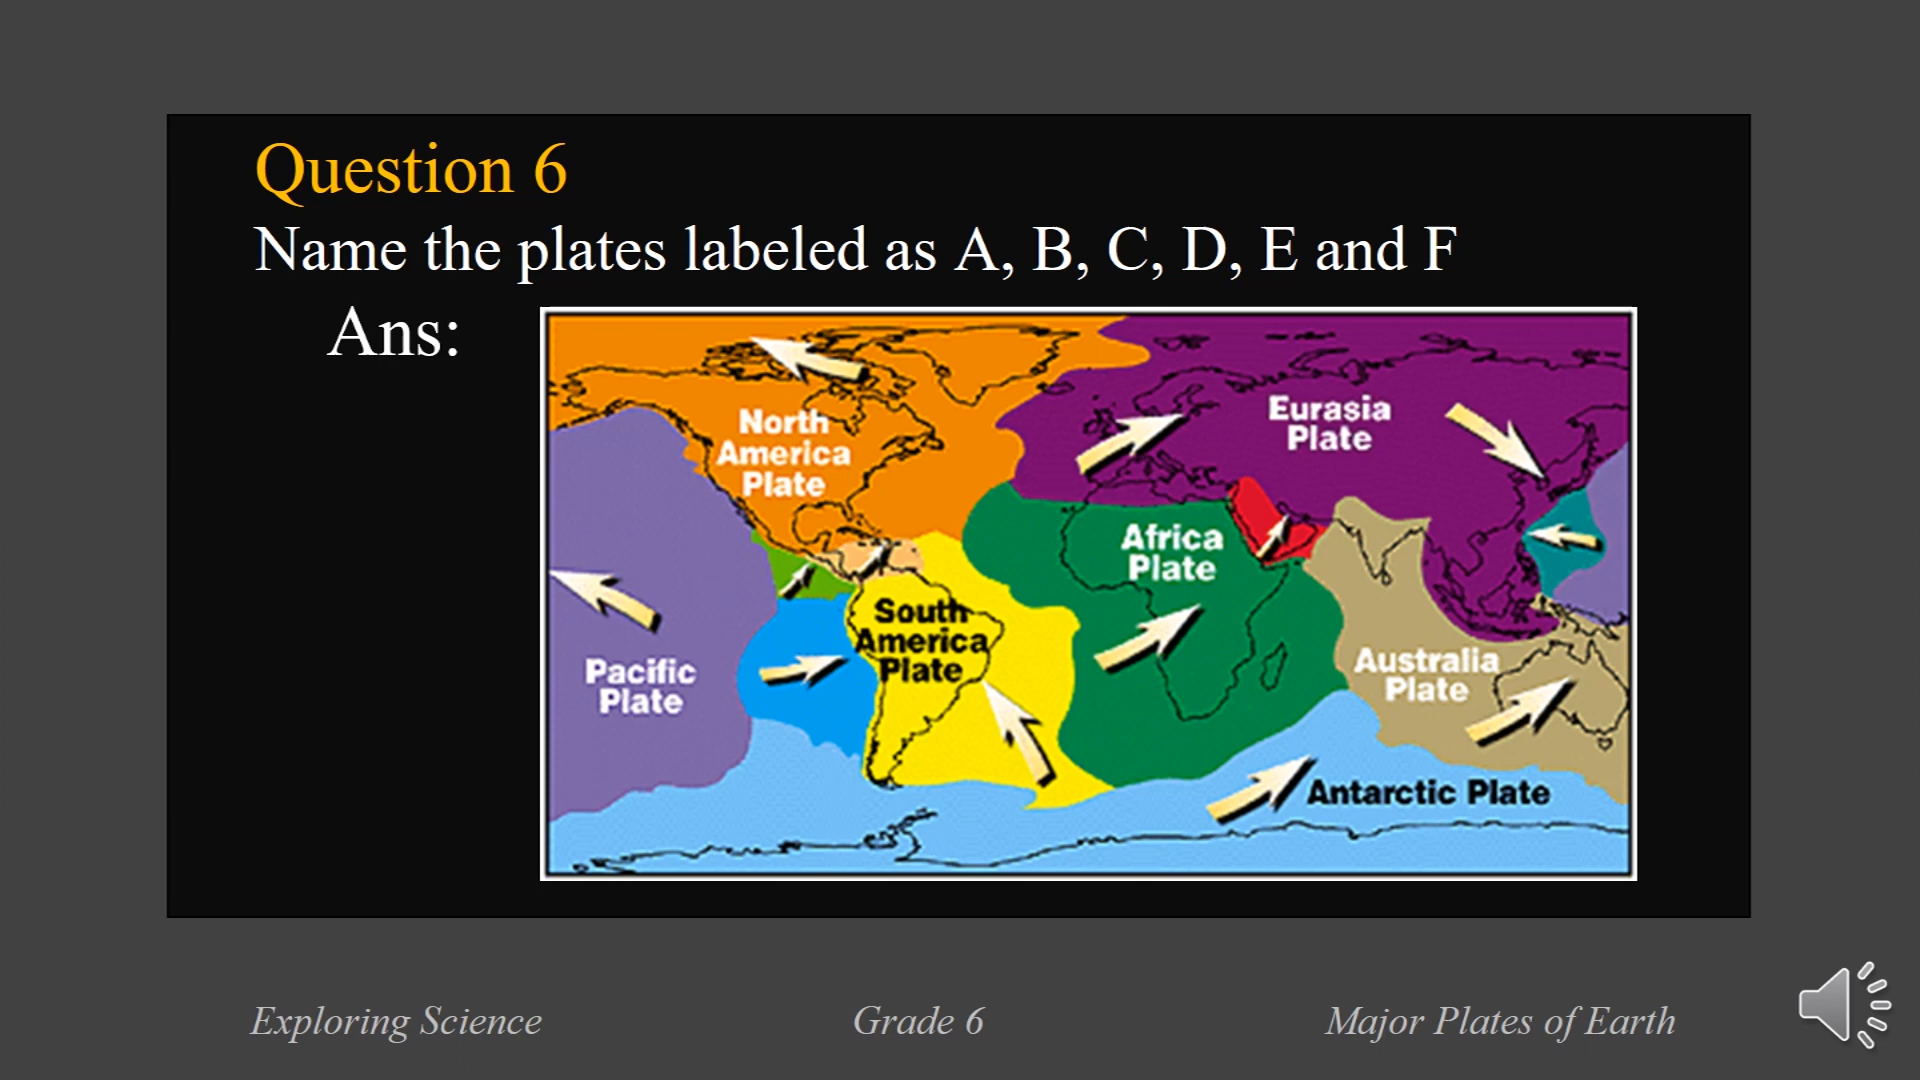 Question 6
Name the plates labeled as A, B, C, D, E and F
Ans:
North
America
Plate
Eurasia
Plate
Africa
Plate
South
America
Plate
Pacific
Plate
Australia
Plate
Antarctic Plate
Exploring Science
Grade 6
Major Plates of Earth